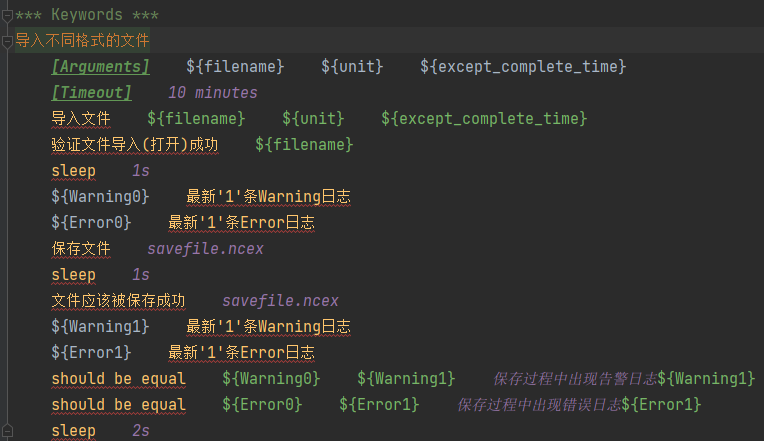 *** Keywords ***
导入不同格式的文件
[Arguments]    ${filename}    ${unit}    ${except_complete_time}
[Timeout]    10 minutes
导入文件    ${filename}    ${unit}    ${except_complete_time}
验证文件导入(打开)成功    ${filename}
sleep    1s
${Warning0}    最新'1'条Warning日志
${Error0}    最新'1'条Error日志
保存文件    savefile.ncex
sleep    1s
文件应该被保存成功    savefile.ncex
${Warning1}    最新'1'条Warning日志
${Error1}    最新'1'条Error日志
should be equal    ${Warning0}    ${Warning1}    保存过程中出现告警日志${Warning1}
should be equal    ${Error0}    ${Error1}    保存过程中出现错误日志${Error1}
sleep    2s